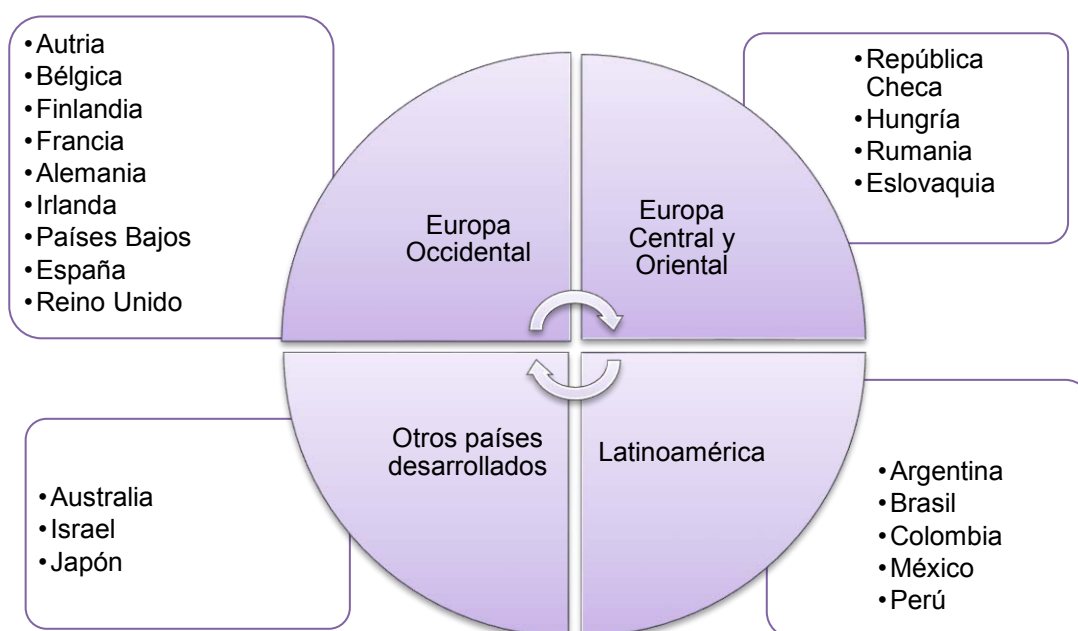 •Autria
•Bélgica
•Finlandia
•Francia
•Alemania
•Irlanda
•Países Bajos
•España
•Reino Unido
Europa
Occidental
Europa
Central y
Oriental
•República
Checa
•Hungría
•Rumania
•Eslovaquia
•Australia
•Israel
•Japón
Otros países
desarrollados
Latinoamérica
•Argentina
•Brasil
•Colombia
•México
•Perú